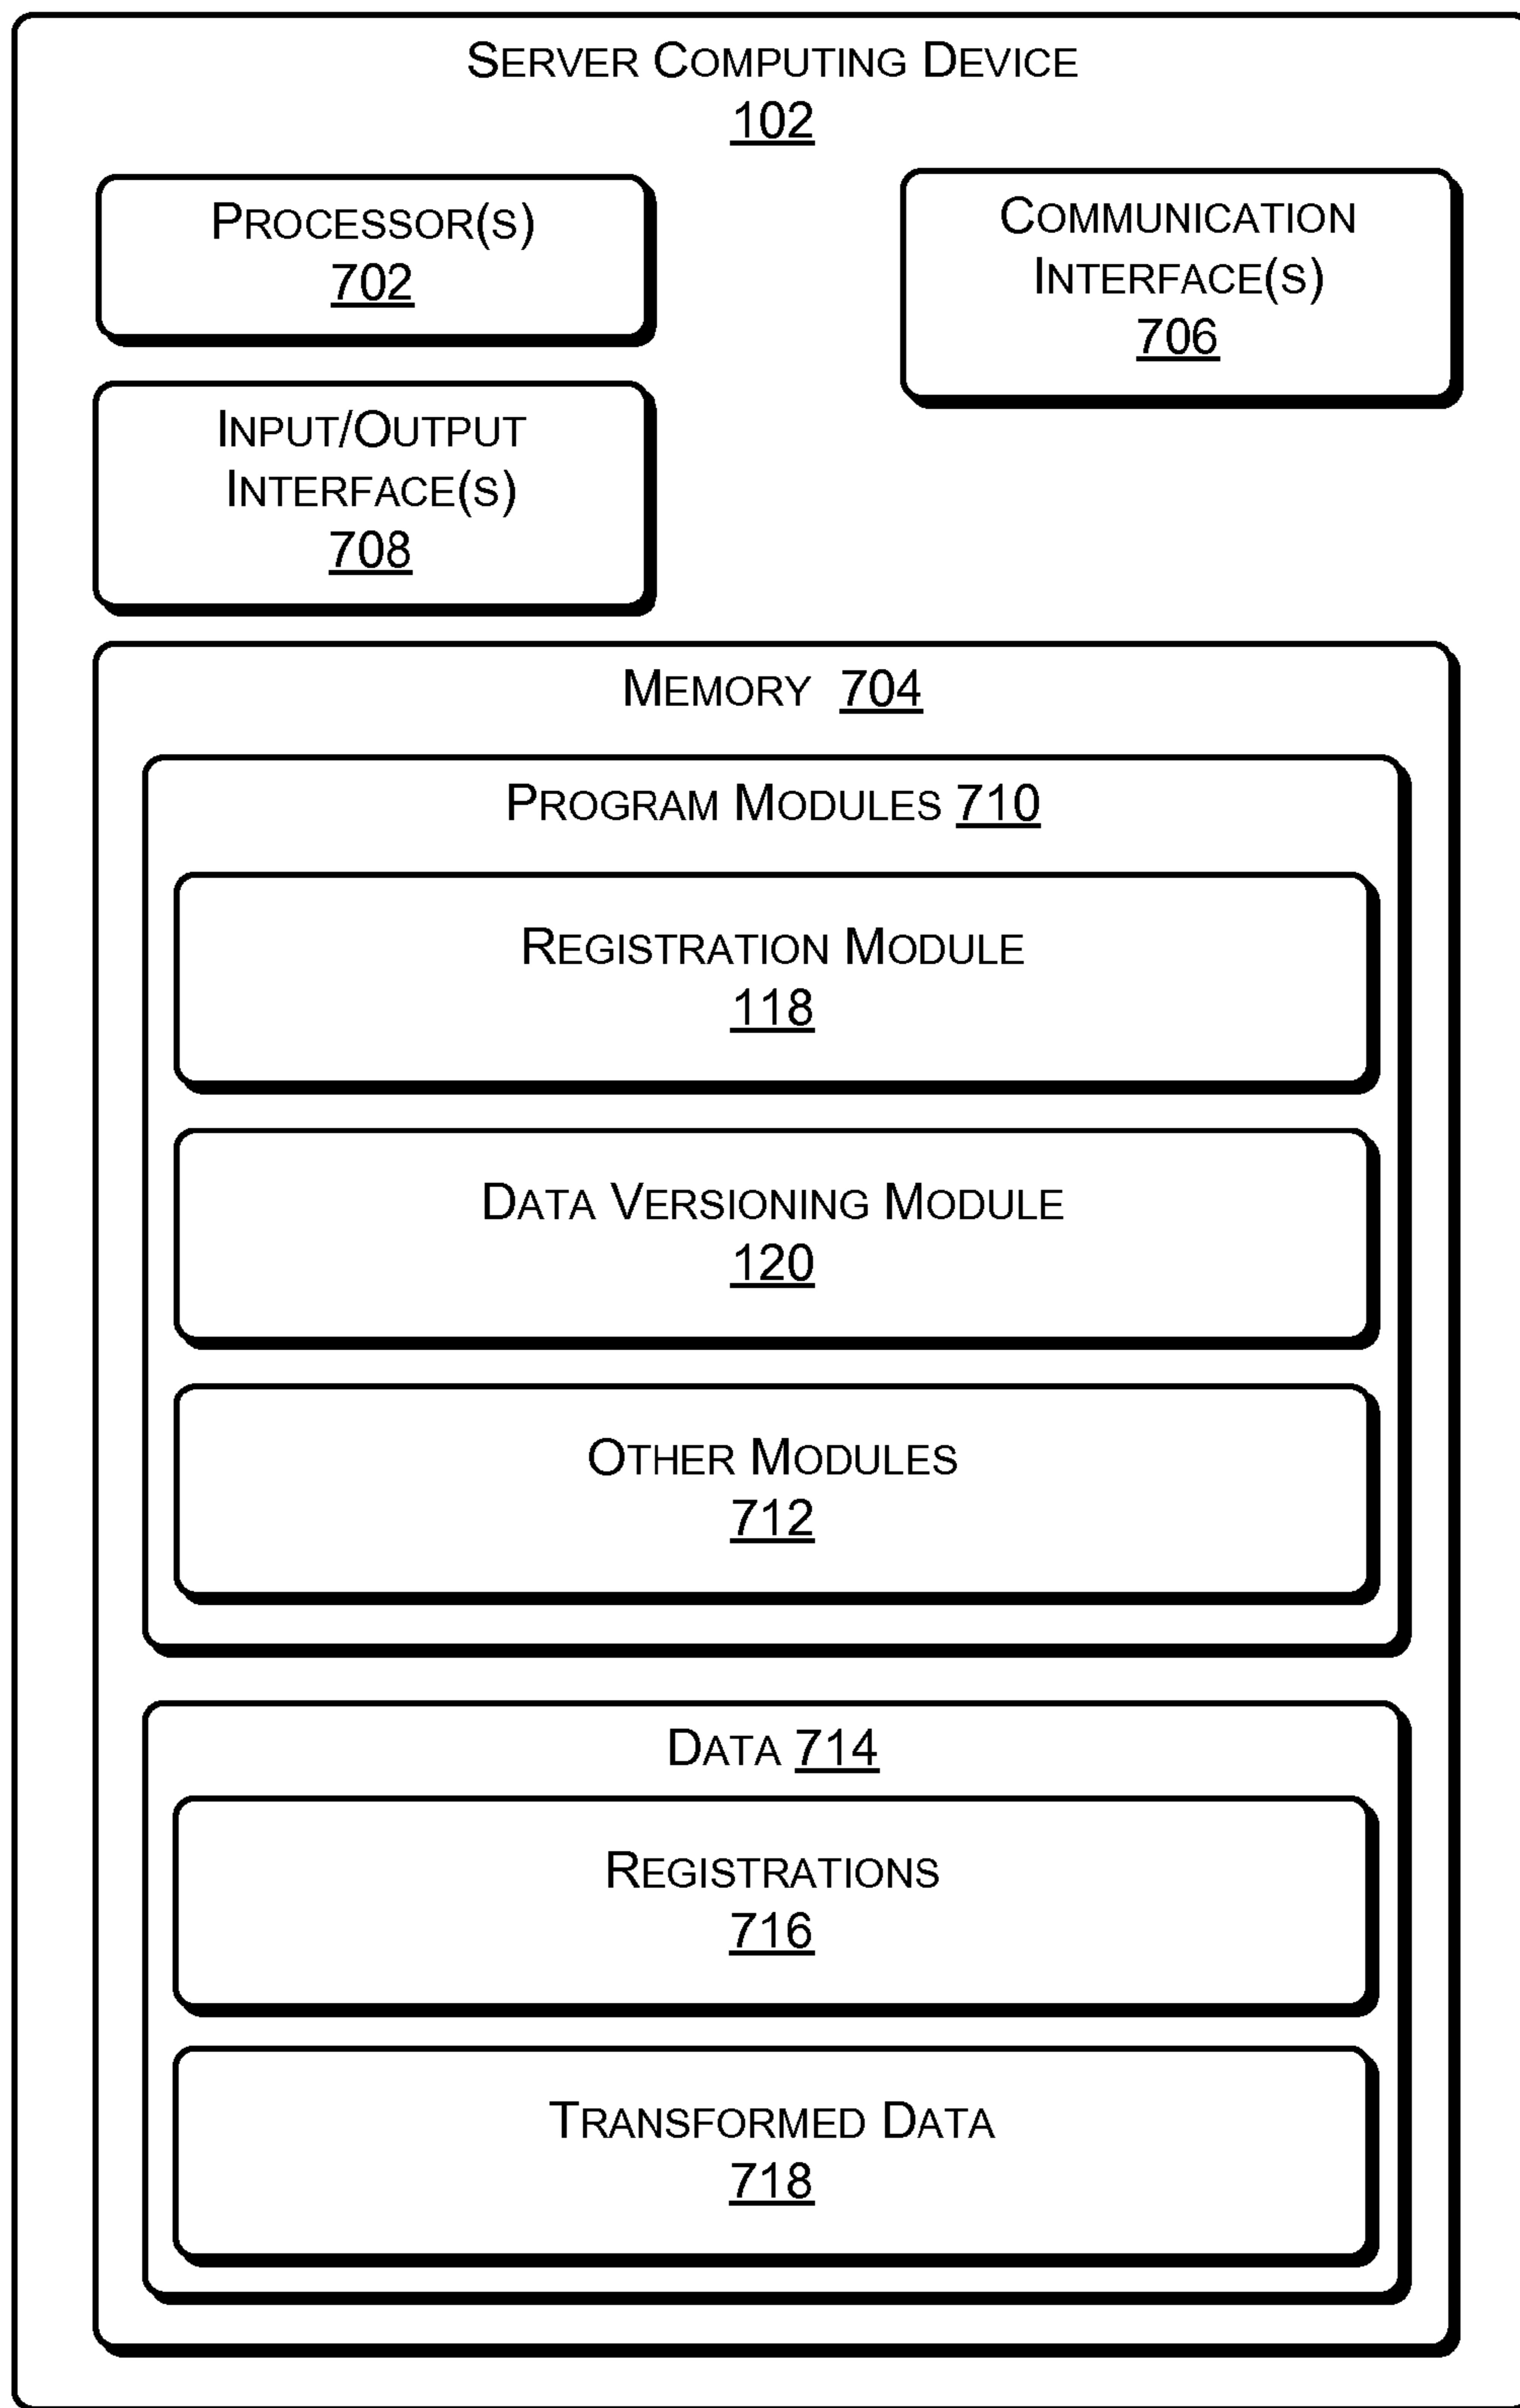 SERVER COMPUTING DEVICE
102
PROCESSOR(S)
702
COMMUNICATION
INTERFACE(S)
706
INPUT/OUTPUT
INTERFACE(S)
708
MEMORY 704
PROGRAM MODULES 710
REGISTRATION MODULE
118
DATA VERSIONING MODULE
120
OTHER MODULES
712
DATA 714
REGISTRATIONS
716
TRANSFORMED DATA
718